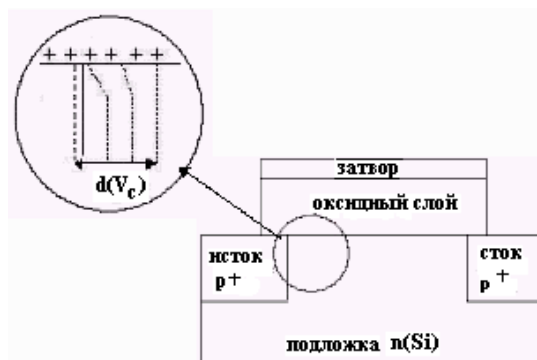 + + + + + +
d(V_c)
затвор
оксидный слой
исток
p+
сток
p+
подложка n(Si)